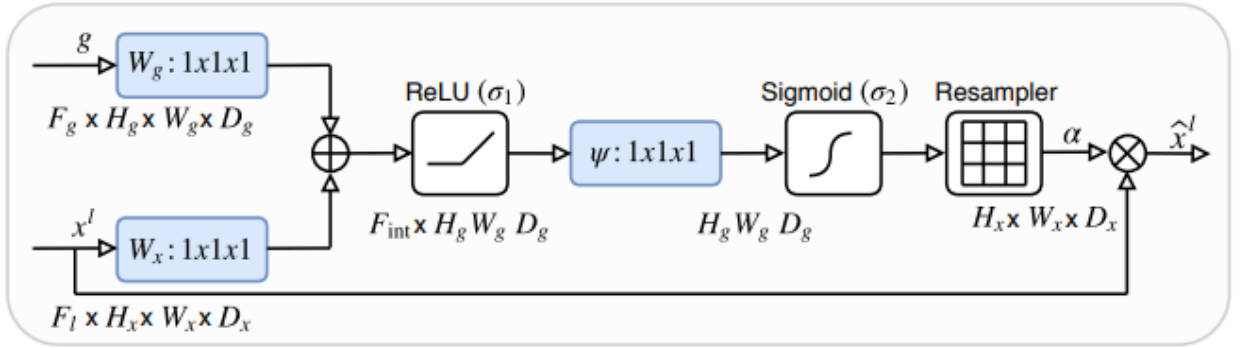 g
W_g : 1x1x1
F_g x H_g x W_g x D_g
ReLU (σ_1)
Sigmoid (σ_2)
Resampler
ψ : 1x1x1
α
x̂^l
F_int x H_g W_g D_g
H_g W_g D_g
H_x x W_x x D_x
x^l
W_x : 1x1x1
F_l x H_x x W_x x D_x